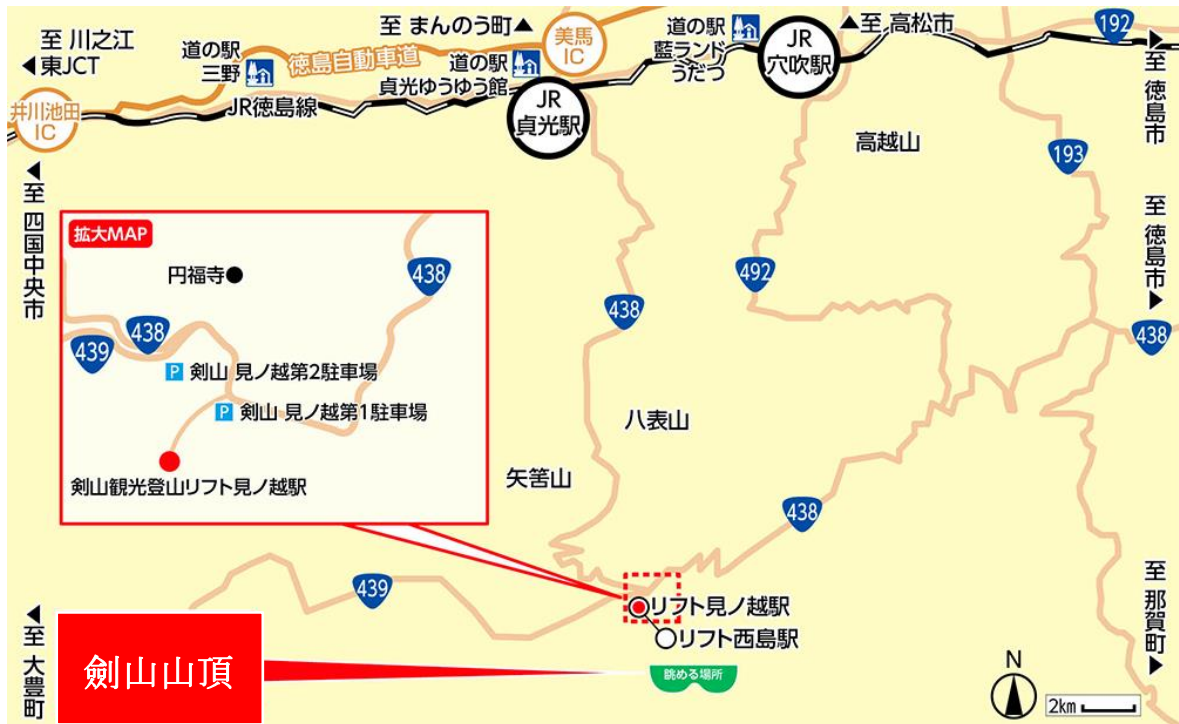 至 まんのう町▲
▲至 高松市
192
至 川之江
◀東JCT
道の駅
三野
徳島自動車道
美馬
IC
道の駅
貞光ゆうゆう館
道の駅
藍ランド
うだつ
JR
穴吹駅
至 徳島市
井川池田
IC
JR徳島線
JR
貞光駅
高越山
193
至 四国中央市
至 徳島市
拡大MAP
円福寺
438
492
438
438
439
438
P 剣山 見ノ越第2駐車場
P 剣山 見ノ越第1駐車場
八表山
剣山観光登山リフト見ノ越駅
矢筈山
438
439
リフト見ノ越駅
リフト西島駅
至 那賀町
至 大豊町
劍山山頂
眺める場所
N
2km